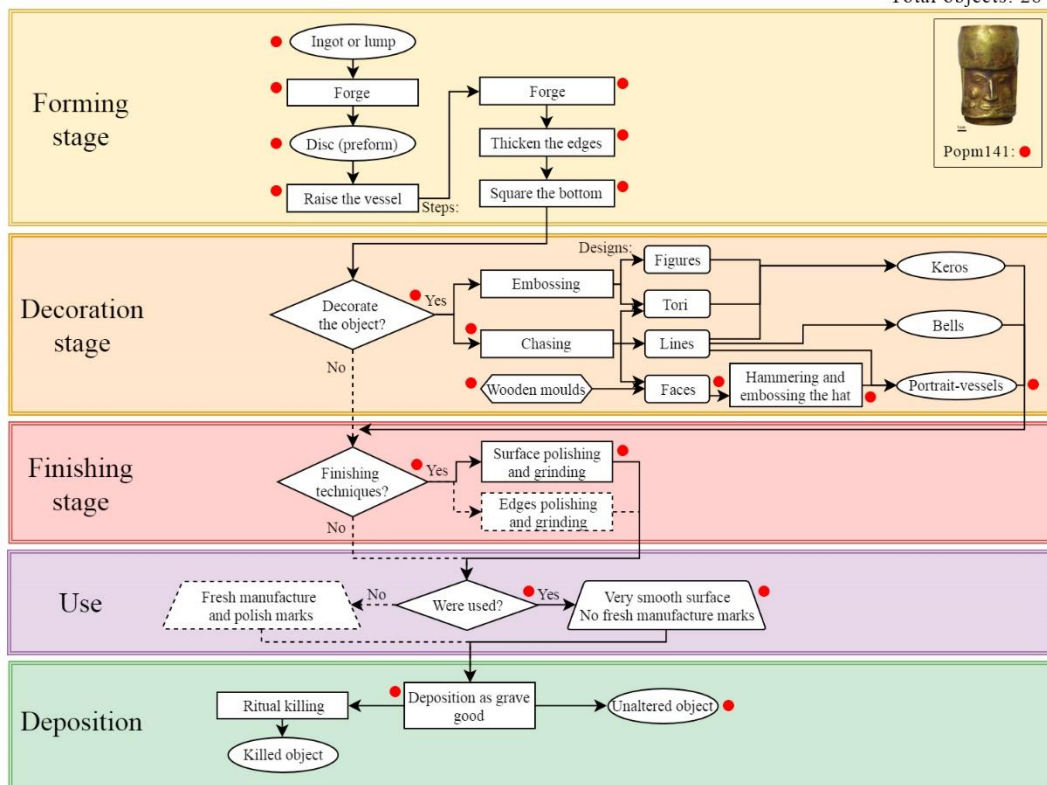 Total objects: 28
Forming
stage
Ingot or lump
Forge
Disc (preform)
Raise the vessel
Steps:
Forge
Thicken the edges
Square the bottom
Popm141:
Decoration
stage
Decorate
the object?
Yes
No
Embossing
Chasing
Wooden moulds
Designs:
Figures
Tori
Lines
Faces
Hammering and
embossing the hat
Keros
Bells
Portrait-vessels
Finishing
stage
Finishing
techniques?
Yes
No
Surface polishing
and grinding
Edges polishing
and grinding
Use
Fresh manufacture
and polish marks
No
Were used?
Yes
Very smooth surface
No fresh manufacture marks
Deposition
Ritual killing
Killed object
Deposition as grave
good
Unaltered object